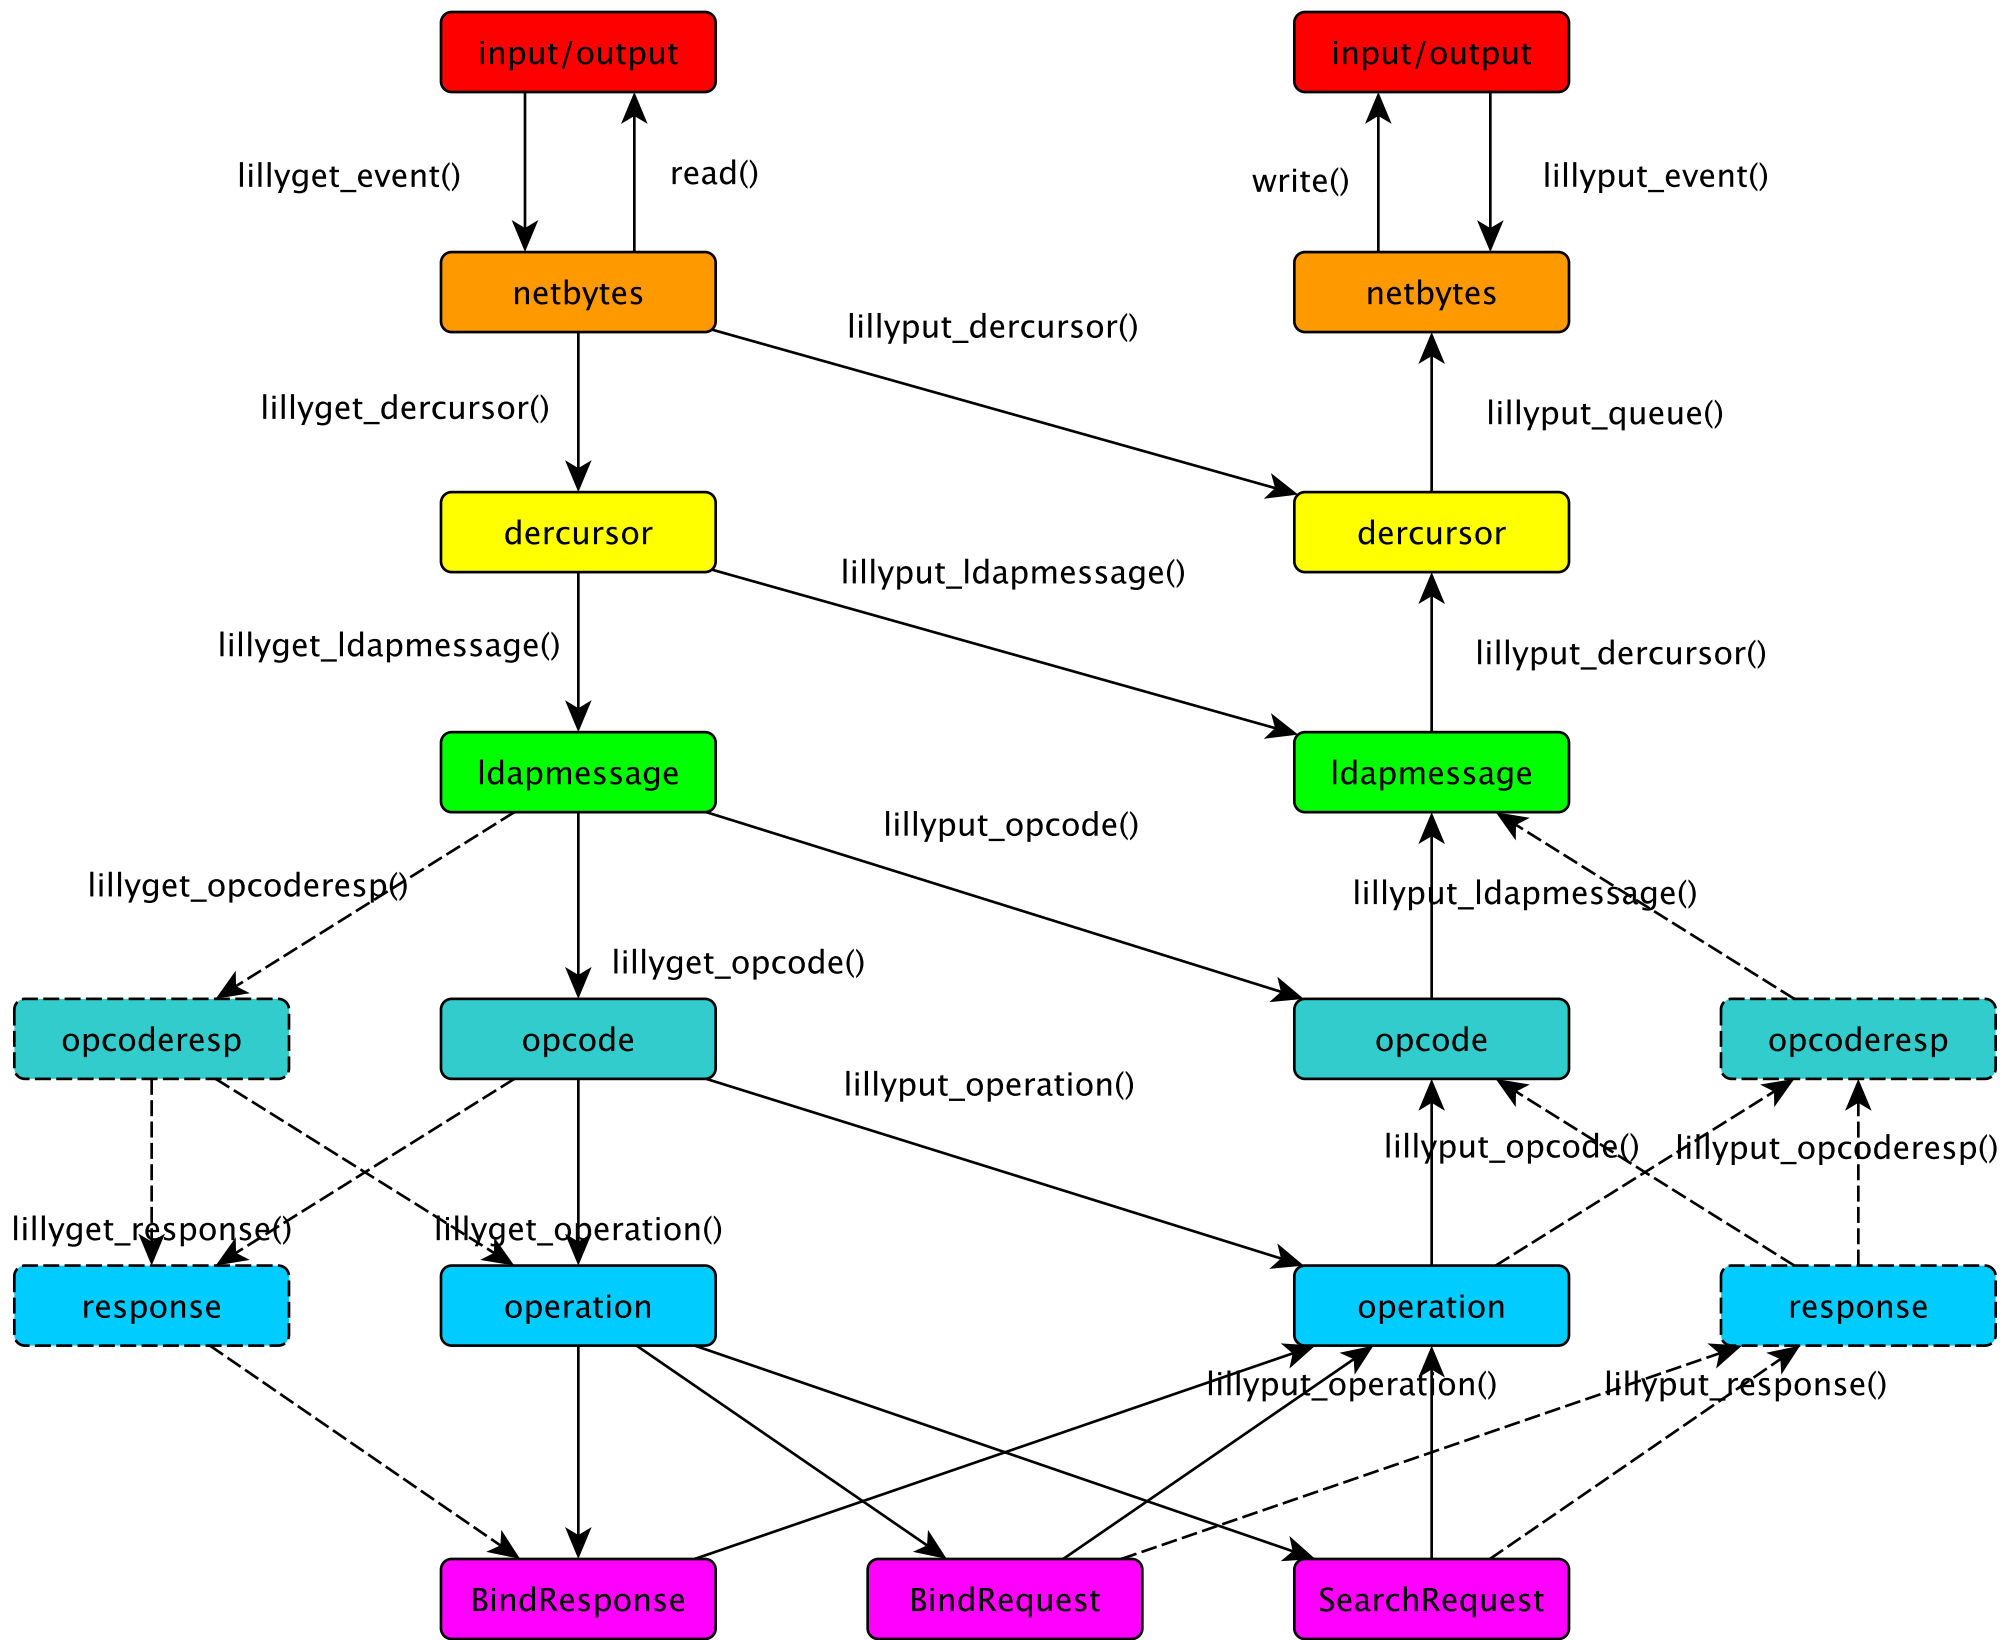 input/output
input/output
lillyget_event()
read()
write()
lillyput_event()
netbytes
netbytes
lillyput_dercursor()
lillyget_dercursor()
lillyput_queue()
dercursor
dercursor
lillyput_ldapmessage()
lillyget_ldapmessage()
lillyput_dercursor()
ldapmessage
ldapmessage
lillyput_opcode()
lillyget_opcoderesp()
lillyput_ldapmessage()
lillyget_opcode()
opcoderesp
opcode
opcode
opcoderesp
lillyput_operation()
lillyput_opcode()
lillyput_opcoderesp()
lillyget_response()
lillyget_operation()
response
operation
operation
response
lillyput_operation()
lillyput_response()
BindResponse
BindRequest
SearchRequest